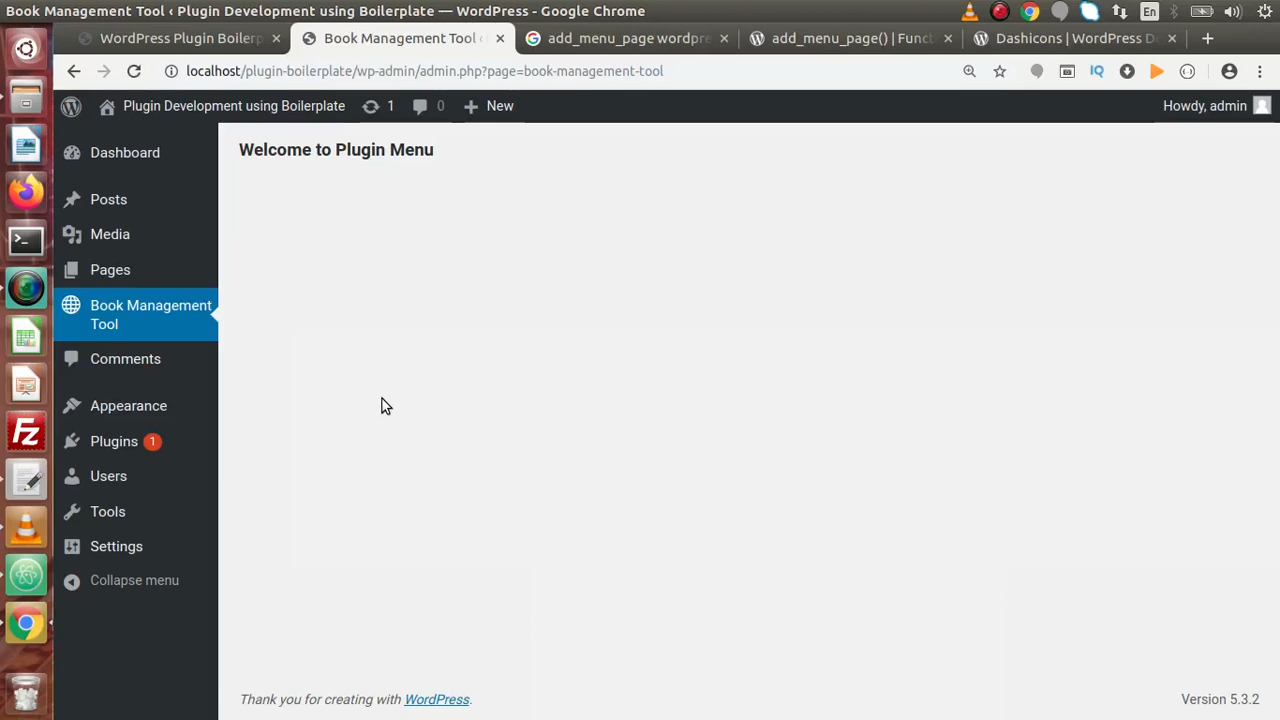 Book Management Tool ‹ Plugin Development using Boilerplate — WordPress - Google Chrome
En
WordPress Plugin Boilerp
Book Management Tool ‹
add_menu_page wordpre
add_menu_page() | Funct
Dashicons | WordPress De
localhost/plugin-boilerplate/wp-admin/admin.php?page=book-management-tool
IQ
Plugin Development using Boilerplate
1
0
New
Howdy, admin
Dashboard
Posts
Media
Pages
Book Management
Tool
Comments
Appearance
Plugins 1
Users
Tools
Settings
Collapse menu
Welcome to Plugin Menu
Thank you for creating with WordPress.
Version 5.3.2